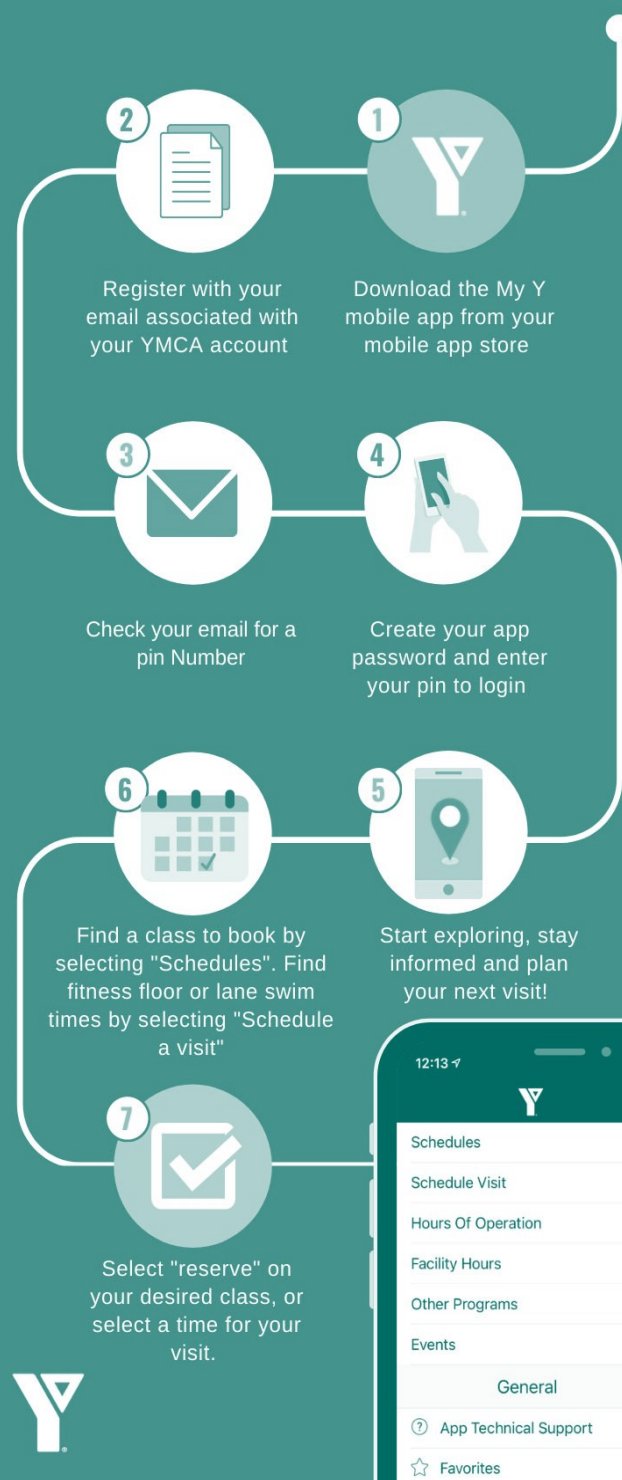 1
Download the My Y
mobile app from your
mobile app store
2
Register with your
email associated with
your YMCA account
3
Check your email for a
pin Number
4
Create your app
password and enter
your pin to login
5
Start exploring, stay
informed and plan
your next visit!
6
Find a class to book by
selecting "Schedules". Find
fitness floor or lane swim
times by selecting "Schedule
a visit"
7
Select "reserve" on
your desired class, or
select a time for your
visit.
12:13
Schedules
Schedule Visit
Hours Of Operation
Facility Hours
Other Programs
Events
General
App Technical Support
Favorites